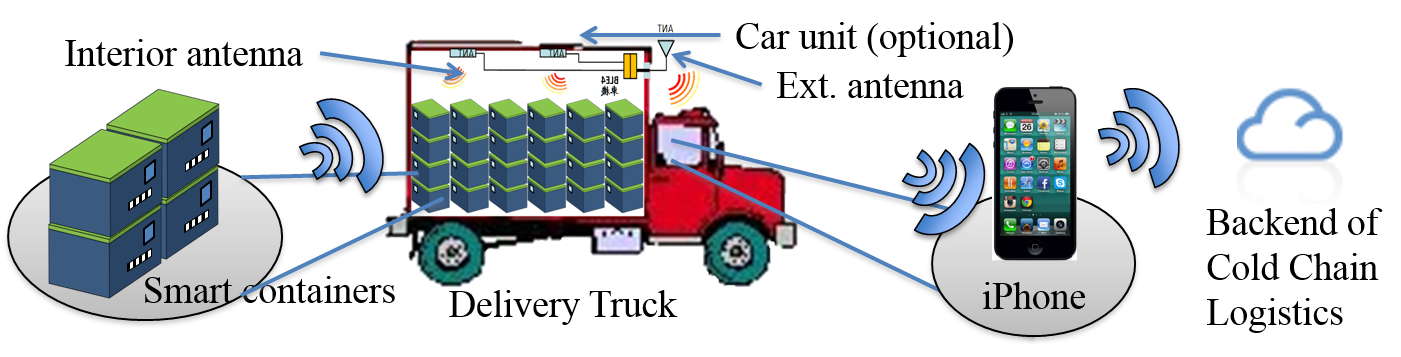 Interior antenna
Car unit (optional)
Ext. antenna
ANT
ANT
ANT
BLE4
車機
Smart containers
Delivery Truck
iPhone
26
Backend of
Cold Chain
Logistics